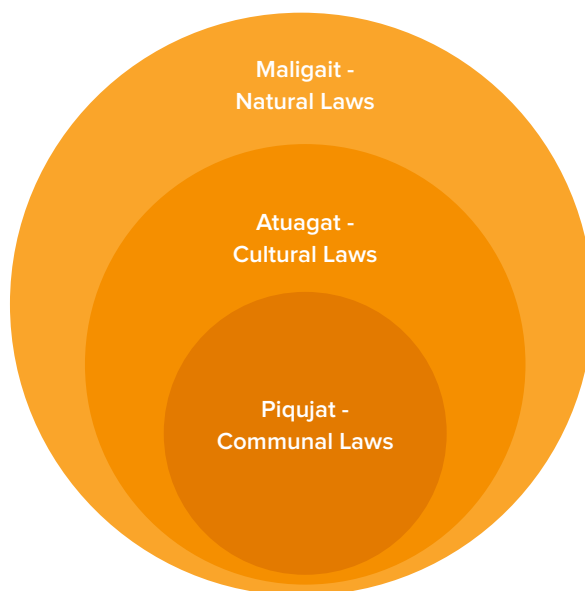 Maligait -
Natural Laws
Atuagat -
Cultural Laws
Piqujat -
Communal Laws